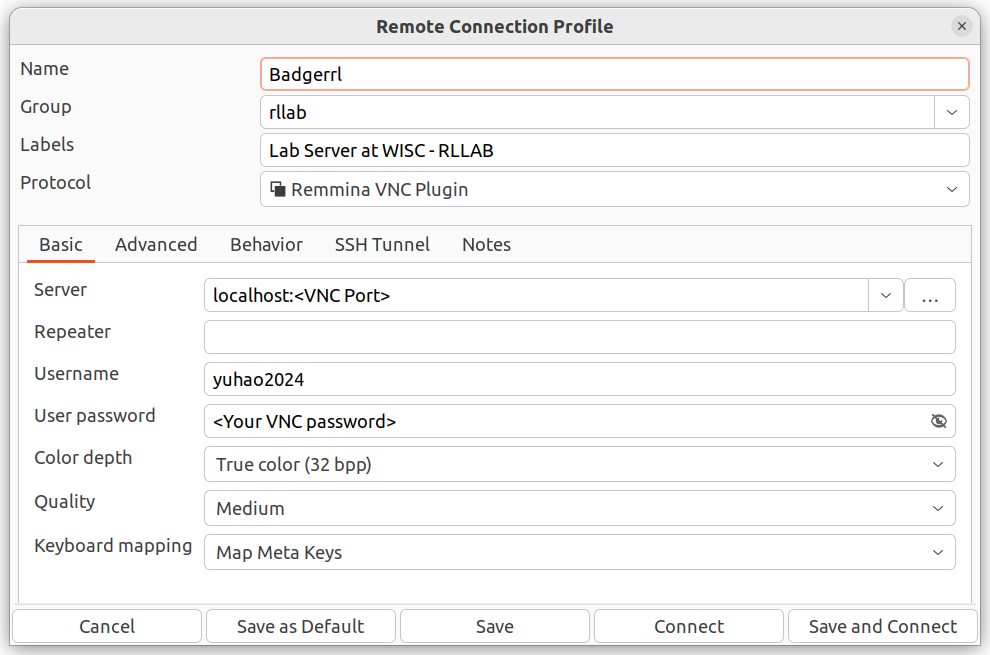 Remote Connection Profile
Name
Badgerrl
Group
rllab
Labels
Lab Server at WISC - RLLAB
Protocol
Remmina VNC Plugin
Basic Advanced Behavior SSH Tunnel Notes
Server
localhost:<VNC Port>
...
Repeater
Username
yuhao2024
User password
<Your VNC password>
Color depth
True color (32 bpp)
Quality
Medium
Keyboard mapping
Map Meta Keys
Cancel Save as Default Save Connect Save and Connect